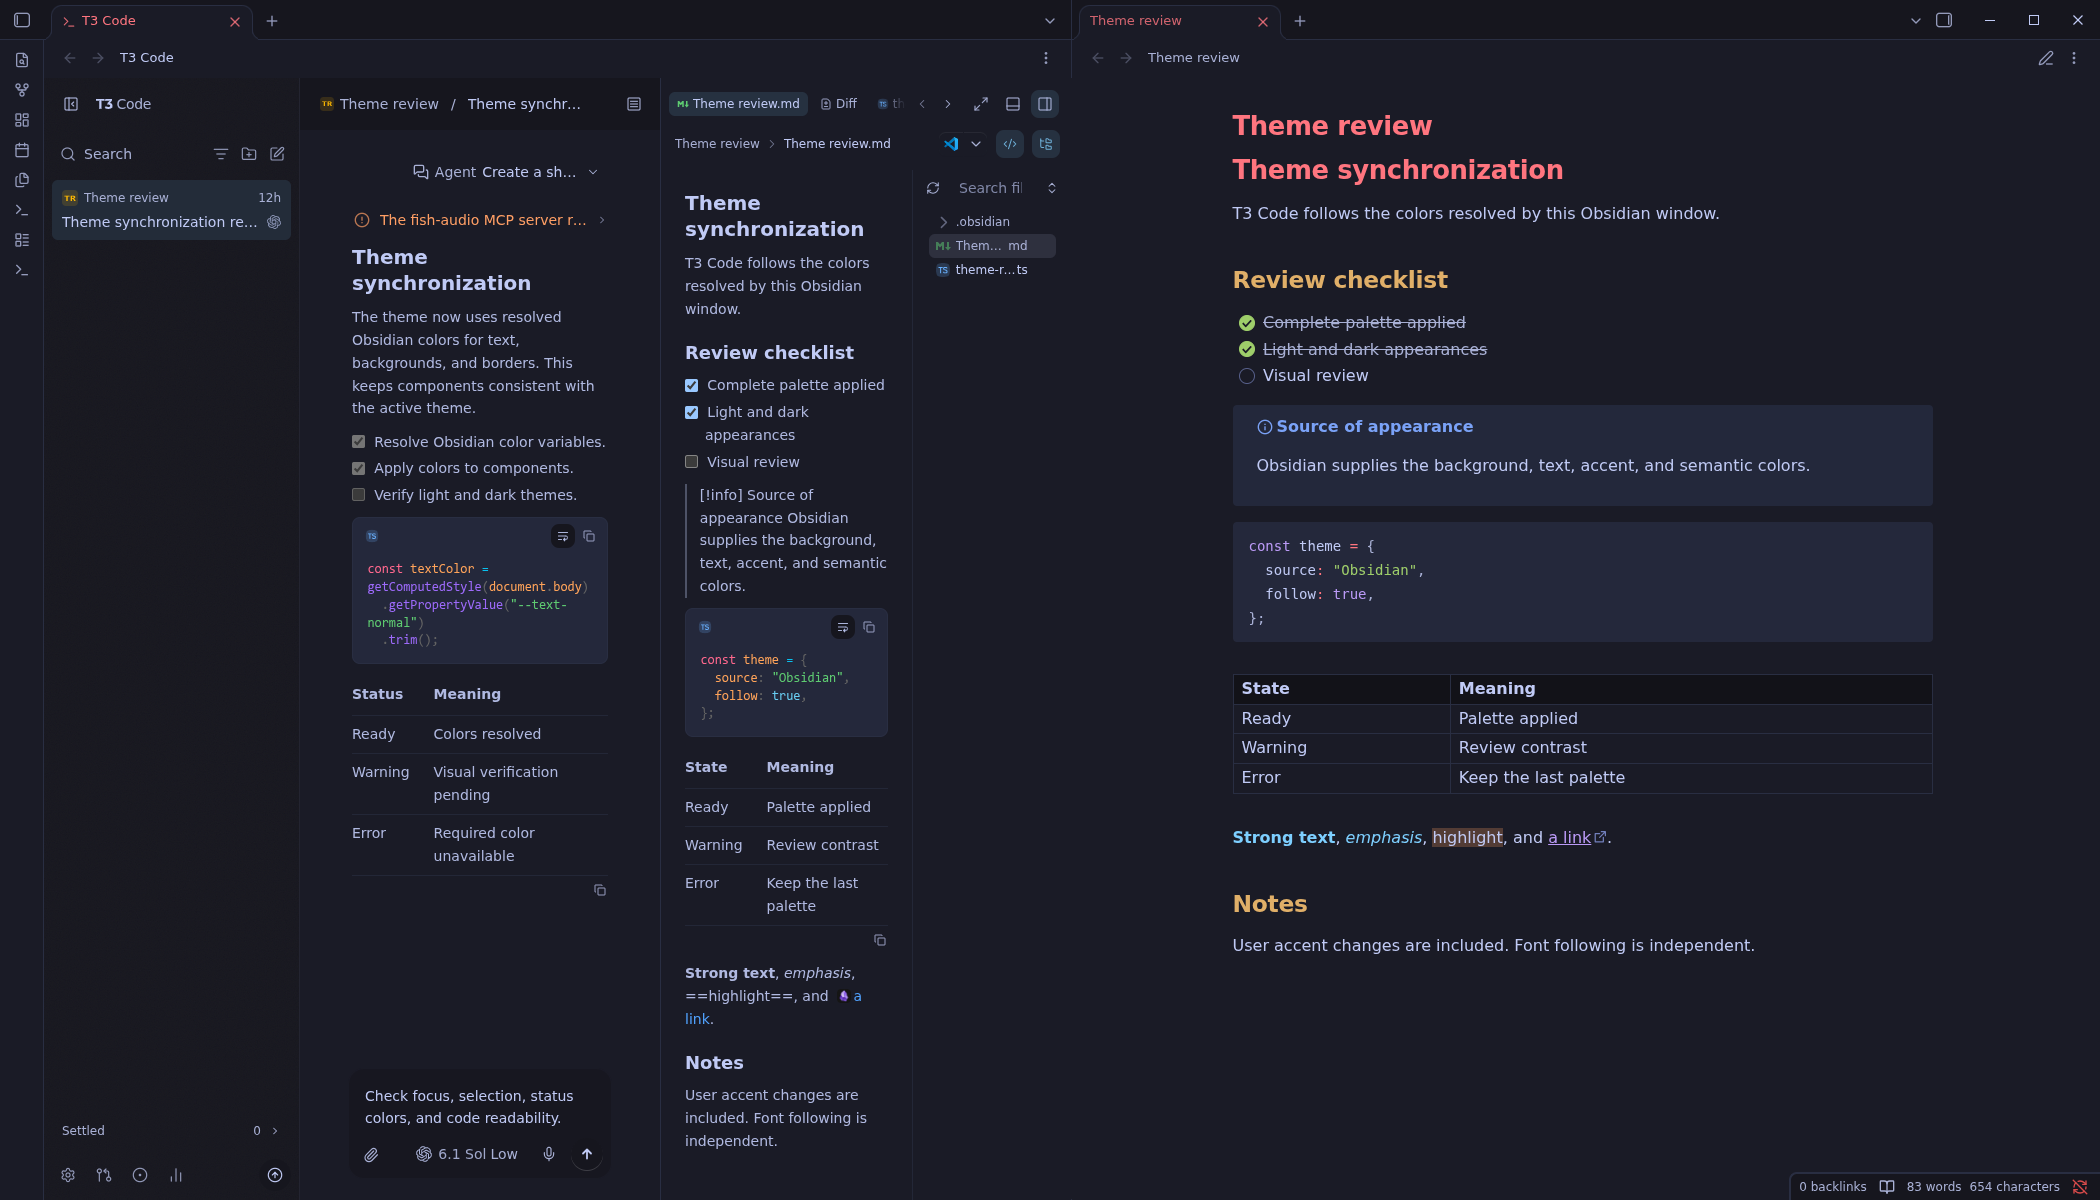 T3 Code
Theme review
T3 Code
Theme review
T3 Code
Search
TR Theme review 12h
Theme synchronization re...
Settled 0
TR Theme review / Theme synchr...
Agent Create a sh...
The fish-audio MCP server r...
Theme
synchronization
The theme now uses resolved
Obsidian colors for text,
backgrounds, and borders. This
keeps components consistent with
the active theme.
Resolve Obsidian color variables.
Apply colors to components.
Verify light and dark themes.
TS
const textColor =
getComputedStyle(document.body)
.getPropertyValue("--text-
normal")
.trim();
Status Meaning
Ready Colors resolved
Warning Visual verification
pending
Error Required color
unavailable
Check focus, selection, status
colors, and code readability.
6.1 Sol Low
Theme review.md Diff TS th
Theme review > Theme review.md
Theme
synchronization
T3 Code follows the colors
resolved by this Obsidian
window.
Review checklist
Complete palette applied
Light and dark
appearances
Visual review
[!info] Source of
appearance Obsidian
supplies the background,
text, accent, and semantic
colors.
TS
const theme = {
source: "Obsidian",
follow: true,
};
State Meaning
Ready Palette applied
Warning Review contrast
Error Keep the last
palette
Strong text, emphasis,
==highlight==, and a
link.
Notes
User accent changes are
included. Font following is
independent.
Search fil
.obsidian
M Them... md
TS theme-r...ts
Theme review
Theme synchronization
T3 Code follows the colors resolved by this Obsidian window.
Review checklist
Complete palette applied
Light and dark appearances
Visual review
Source of appearance
Obsidian supplies the background, text, accent, and semantic colors.
const theme = {
source: "Obsidian",
follow: true,
};
State Meaning
Ready Palette applied
Warning Review contrast
Error Keep the last palette
Strong text, emphasis, highlight, and a link.
Notes
User accent changes are included. Font following is independent.
0 backlinks 83 words 654 characters